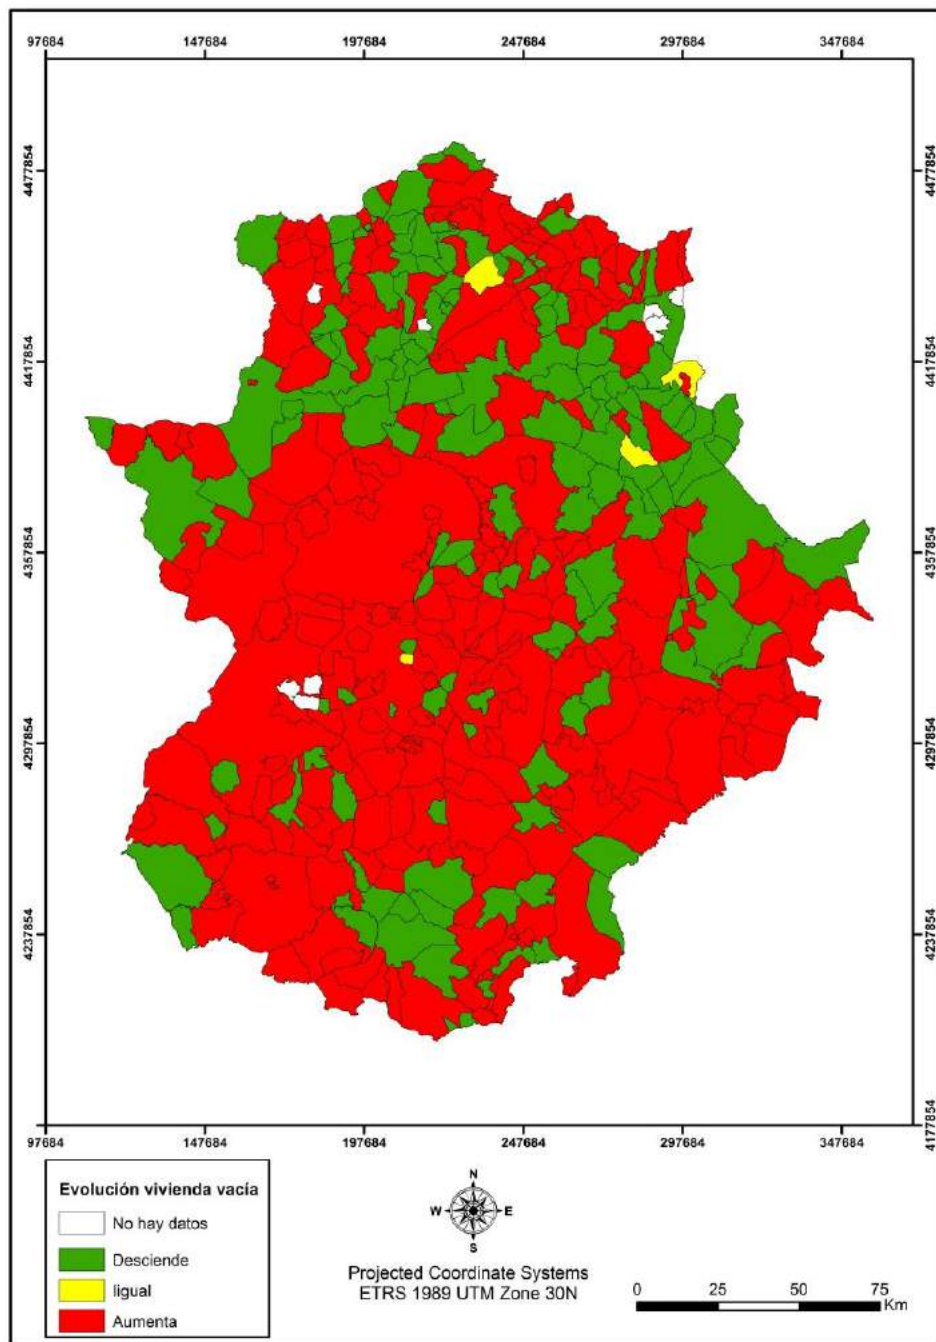 97684 147684 197684 247684 297684 347684
4477854 4477854
4417854 4417854
4357854 4357854
4297854 4297854
4237854 4237854
4177854
97684 147684 197684 247684 297684 347684
Evolución vivienda vacía
No hay datos
Desciende
Iigual
Aumenta
N
W E
S
Projected Coordinate Systems
ETRS 1989 UTM Zone 30N
0 25 50 75
Km